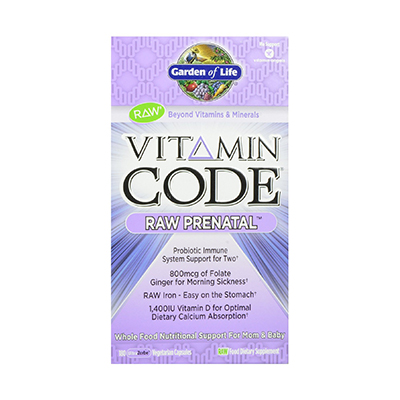 Garden of Life
RAW
Beyond Vitamins & Minerals
VITAMIN
CODE®
RAW PRENATAL™
Probiotic Immune
System Support for Two†
800mcg of Folate
Ginger for Morning Sickness†
RAW Iron - Easy on the Stomach†
1,400IU Vitamin D for Optimal
Dietary Calcium Absorption†
Whole Food Nutritional Support For Mom & Baby
180 Vegetarian Capsules
Food Dietary Supplement